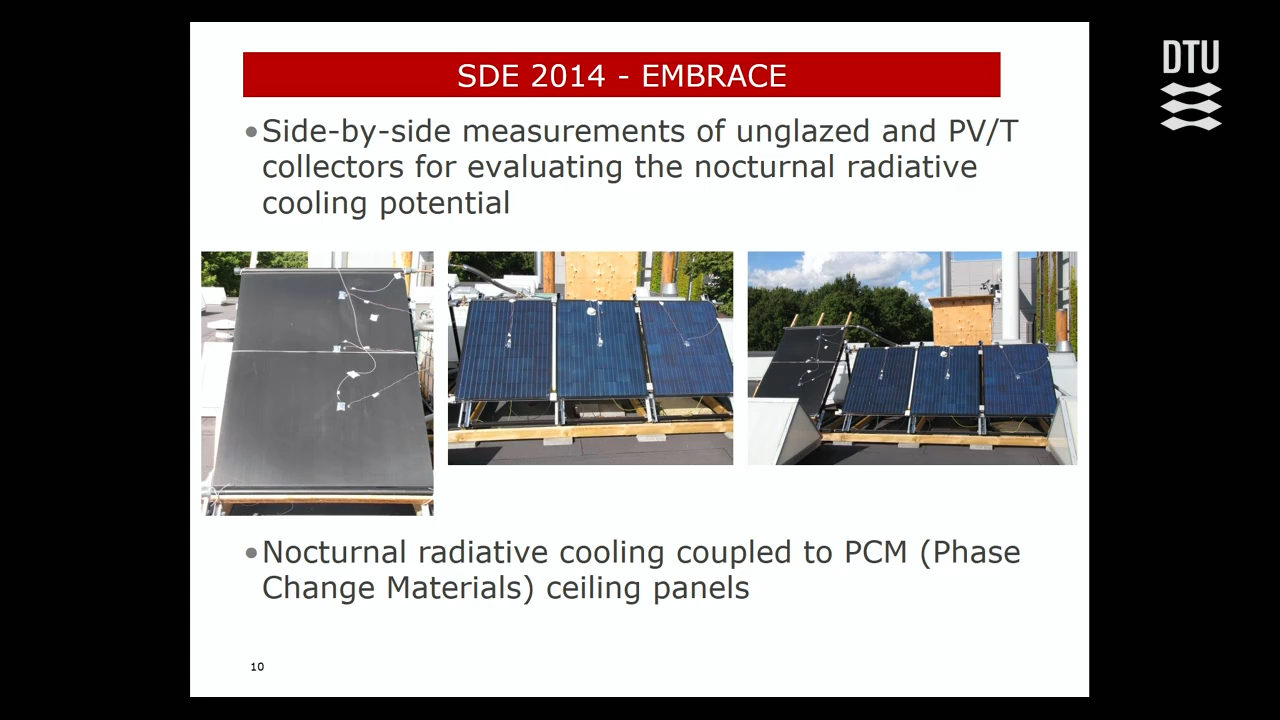 SDE 2014 - EMBRACE
DTU
•Side-by-side measurements of unglazed and PV/T
collectors for evaluating the nocturnal radiative
cooling potential
•Nocturnal radiative cooling coupled to PCM (Phase
Change Materials) ceiling panels
10